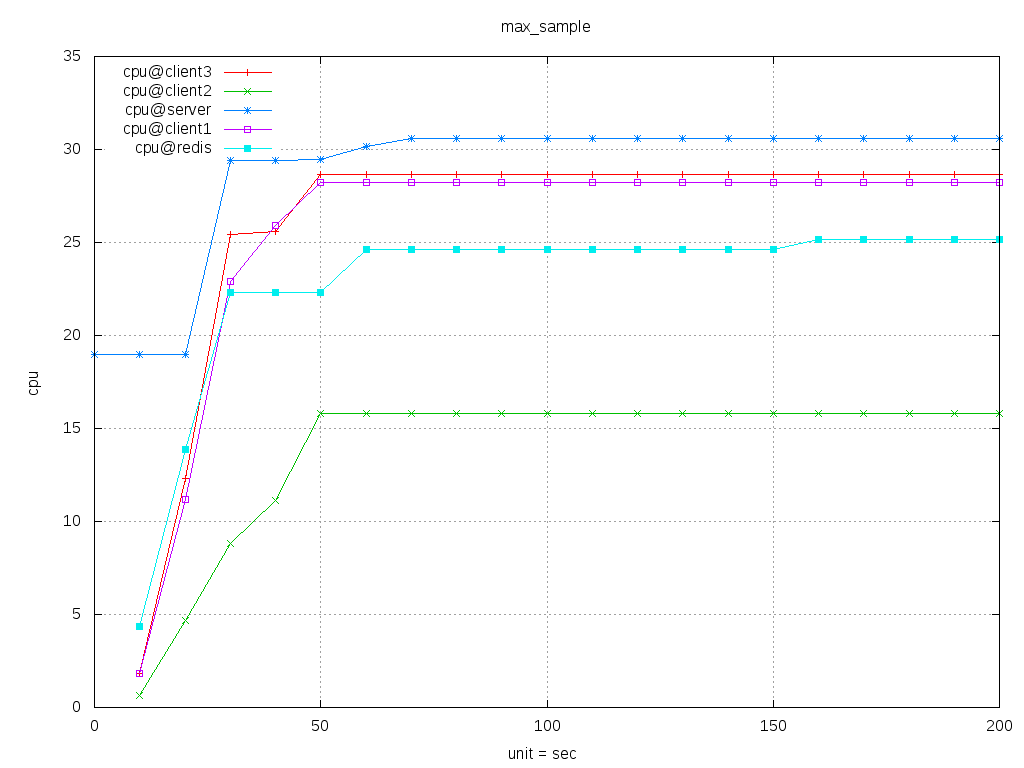 max_sample
35
30
25
20
15
10
5
0
cpu
cpu@client3
cpu@client2
cpu@server
cpu@client1
cpu@redis
0 50 100 150 200
unit = sec